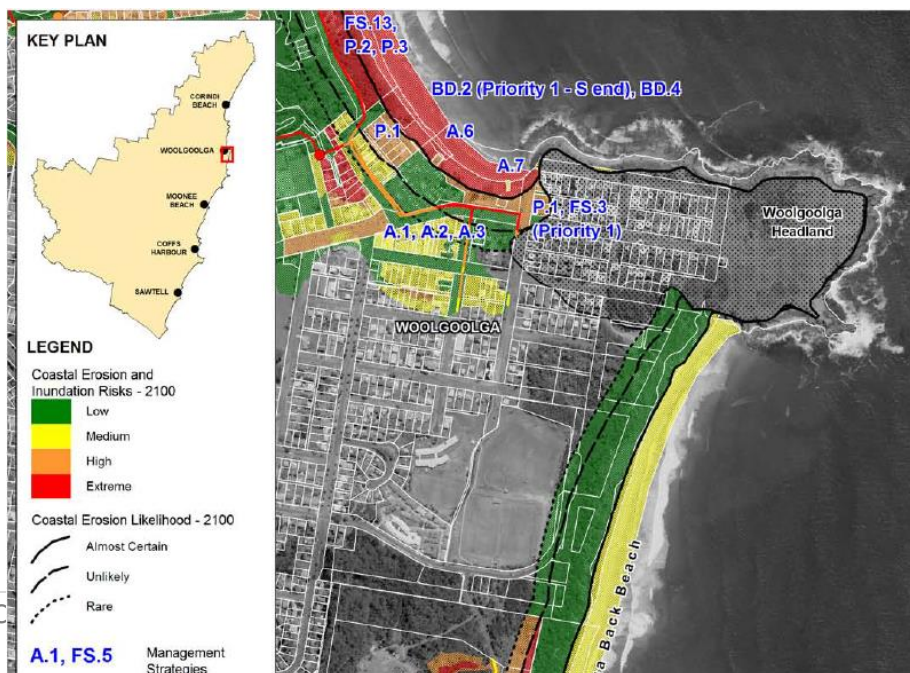 KEY PLAN
CORINDI
BEACH
WOOLGOOLGA
MOONEE
BEACH
COFFS
HARBOUR
SAWTELL
LEGEND
Coastal Erosion and
Inundation Risks - 2100
Low
Medium
High
Extreme
Coastal Erosion Likelihood - 2100
Almost Certain
Unlikely
Rare
A.1, FS.5
Management
Strategies
FS.13,
P.2, P.3
BD.2 (Priority 1 - S end), BD.4
P.1
A.6
A.7
P.1, FS.3
(Priority 1)
A.1, A.2, A.3
Woolgoolga
Headland
WOOLGOOLGA
Back Beach